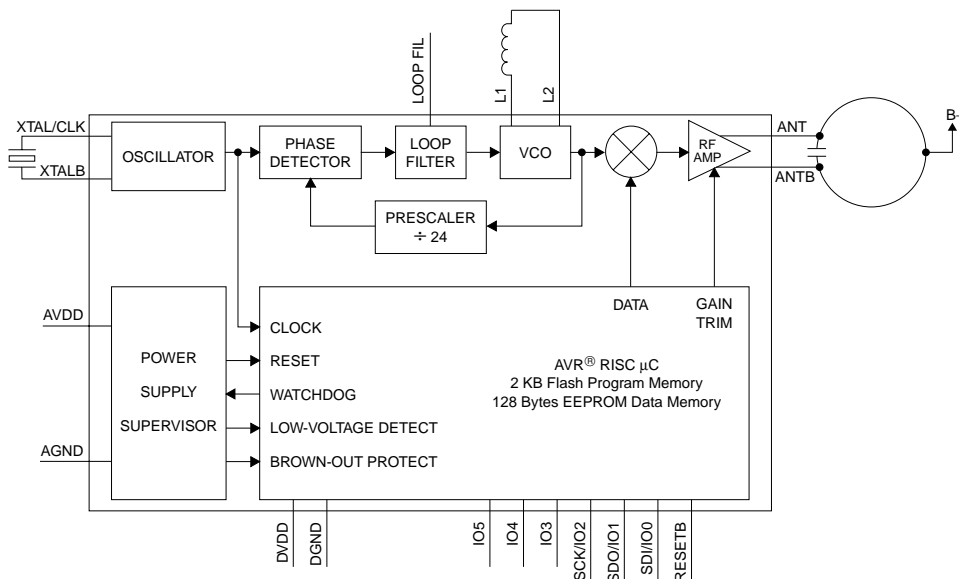 LOOP FIL
L1
L2
XTAL/CLK
XTALB
OSCILLATOR
PHASE
DETECTOR
LOOP
FILTER
VCO
RF
AMP
ANT
ANTB
PRESCALER
÷ 24
DATA
GAIN
TRIM
AVDD
AGND
POWER
SUPPLY
SUPERVISOR
CLOCK
RESET
WATCHDOG
LOW-VOLTAGE DETECT
BROWN-OUT PROTECT
AVR® RISC µC
2 KB Flash Program Memory
128 Bytes EEPROM Data Memory
DVDD
DGND
IO5
IO4
IO3
SCK/IO2
SDO/IO1
SDI/IO0
RESETB